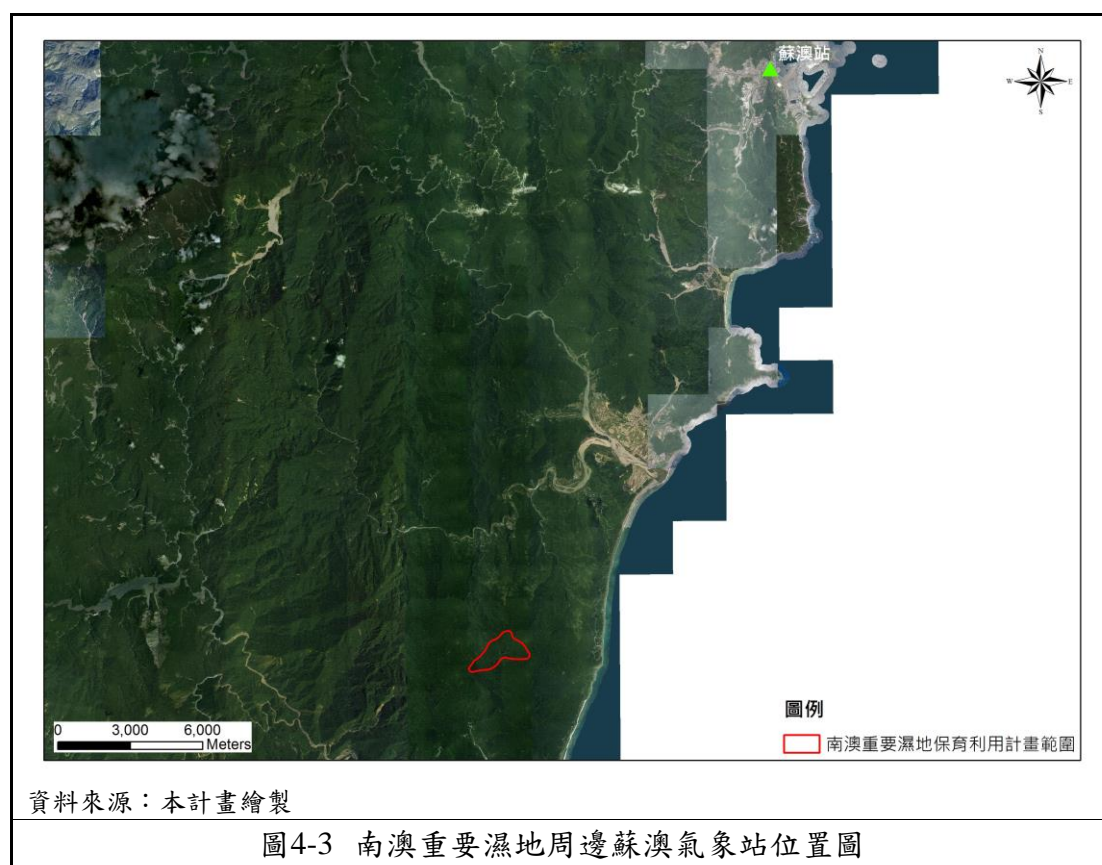 蘇澳站
N
W E
S
0 3,000 6,000
Meters
圖例
南澳重要濕地保育利用計畫範圍
資料來源：本計畫繪製
圖4-3 南澳重要濕地周邊蘇澳氣象站位置圖